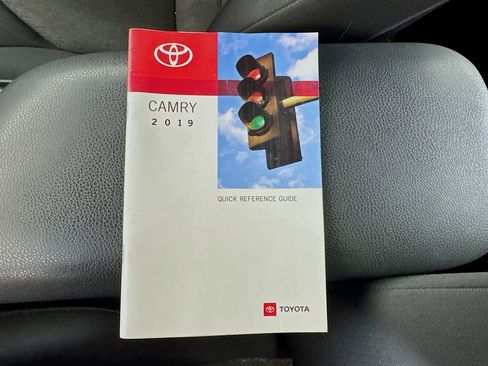 CAMRY
2019
QUICK REFERENCE GUIDE
TOYOTA